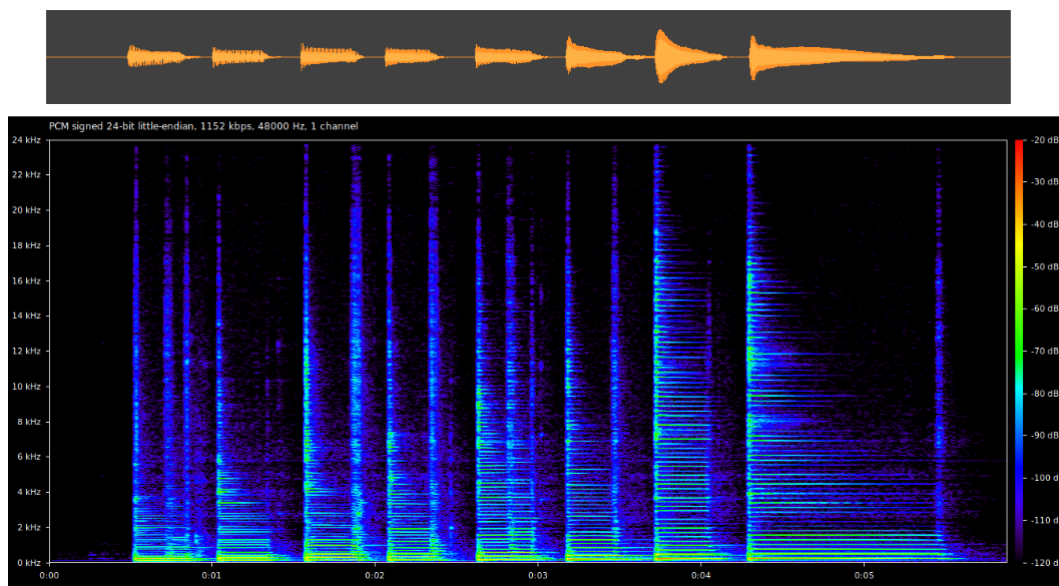 PCM signed 24-bit little-endian, 1152 kbps, 48000 Hz, 1 channel
24 kHz
22 kHz
20 kHz
18 kHz
16 kHz
14 kHz
12 kHz
10 kHz
8 kHz
6 kHz
4 kHz
2 kHz
0 kHz
0:00
0:01
0:02
0:03
0:04
0:05
-20 dB
-30 dB
-40 dB
-50 dB
-60 dB
-70 dB
-80 dB
-90 dB
-100 dB
-110 dB
-120 dB